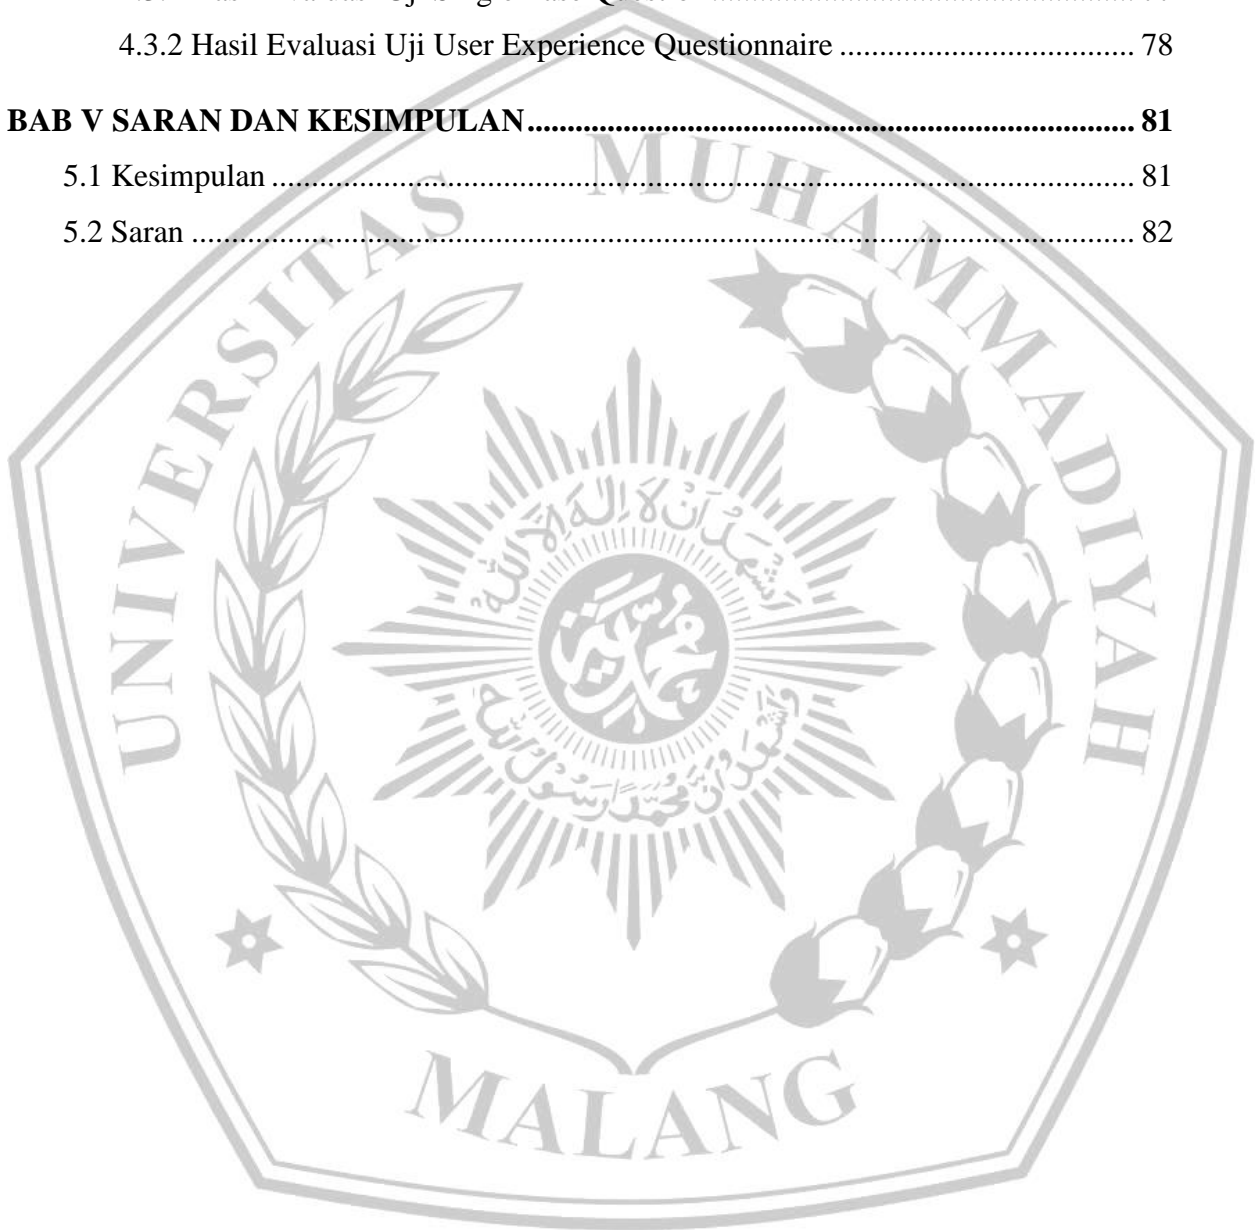 4.3.2 Hasil Evaluasi Uji User Experience Questionnaire .................................. 78
BAB V SARAN DAN KESIMPULAN............................................................................ 81
5.1 Kesimpulan ............................................................................................................ 81
5.2 Saran ...................................................................................................................... 82
UNIVERSITAS MUHAMMADIYAH
MALANG